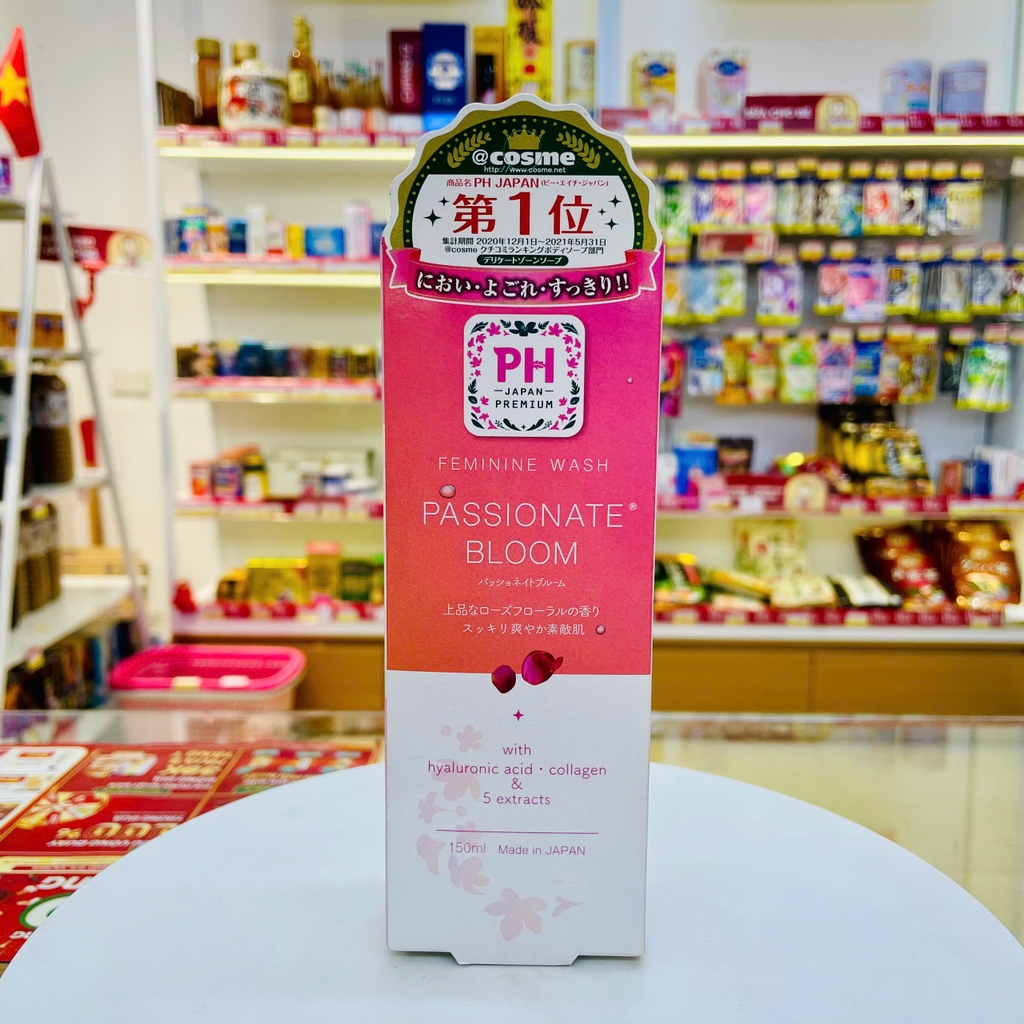 @cosme
http://www.cosme.net
商品名 PH JAPAN (ピー・エイチ・ジャパン)
第1位
集計期間 2020年12月1日~2021年5月31日
@cosme クチコミランキングボディソープ部門
デリケートゾーンソープ
におい・よごれ・すっきり!!
PH
JAPAN
PREMIUM
FEMININE WASH
PASSIONATE®
BLOOM
パッショネイトブルーム
上品なローズフローラルの香り
スッキリ爽やか素敵肌
with
hyaluronic acid・collagen
&
5 extracts
150ml Made in JAPAN